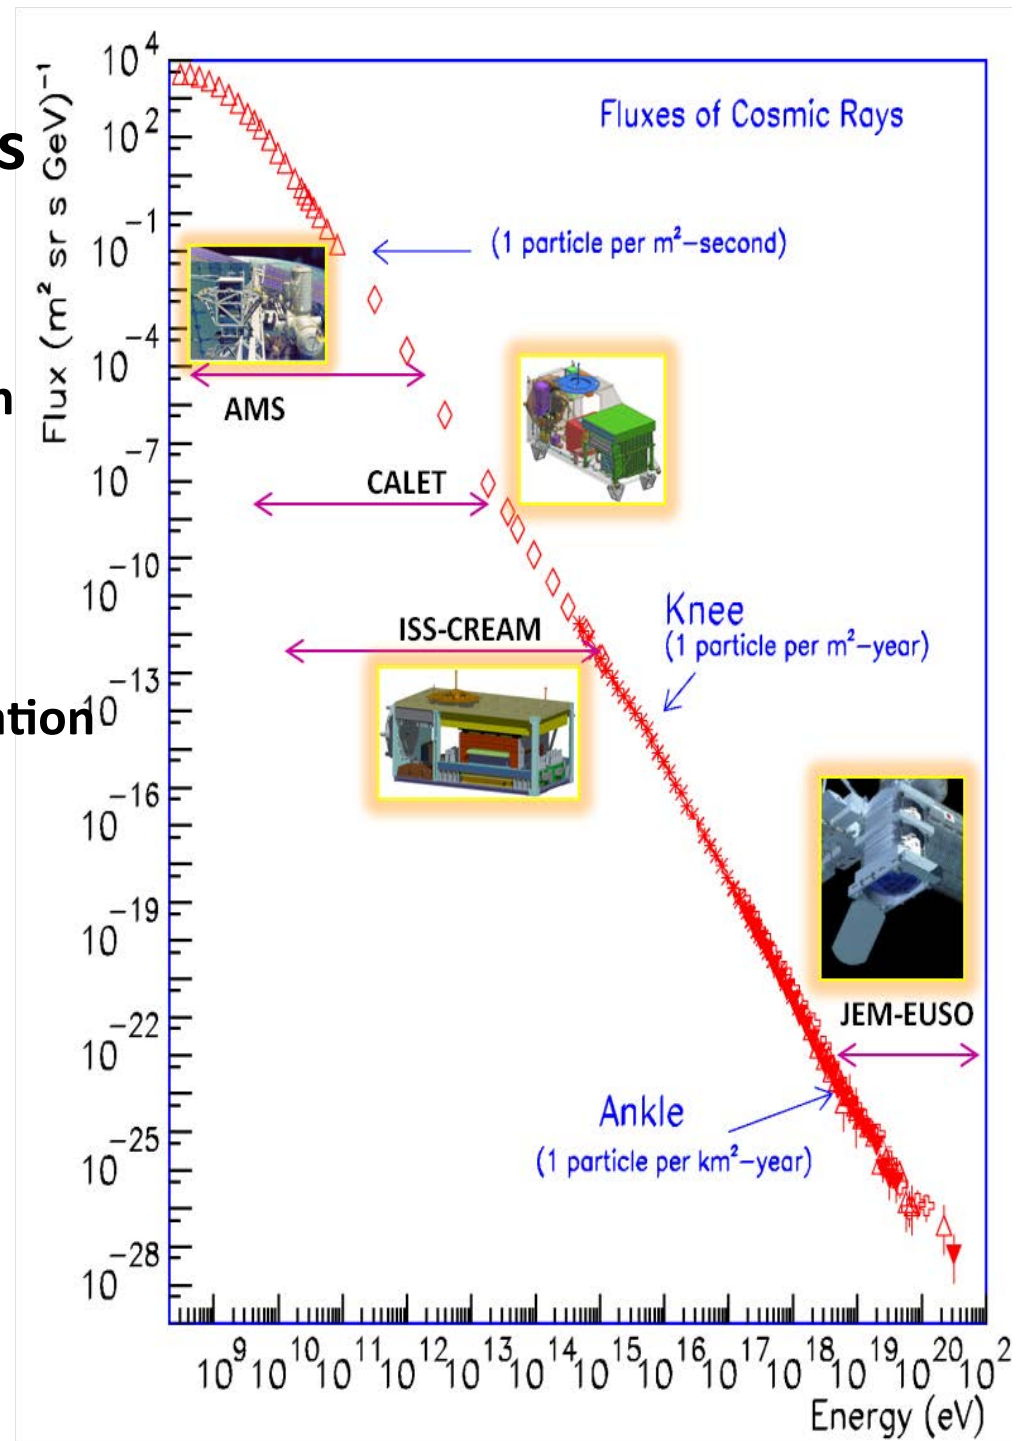 s
ation
Flux (m² sr s GeV)⁻¹
10⁴
10²
10⁻¹
10⁻⁴
10⁻⁷
10⁻¹⁰
10⁻¹³
10⁻¹⁶
10⁻¹⁹
10⁻²²
10⁻²⁵
10⁻²⁸
Fluxes of Cosmic Rays
(1 particle per m²–second)
AMS
CALET
ISS-CREAM
Knee
(1 particle per m²–year)
JEM-EUSO
Ankle
(1 particle per km²–year)
10⁹ 10¹⁰ 10¹¹ 10¹² 10¹³ 10¹⁴ 10¹⁵ 10¹⁶ 10¹⁷ 10¹⁸ 10¹⁹ 10²⁰ 10²
Energy (eV)